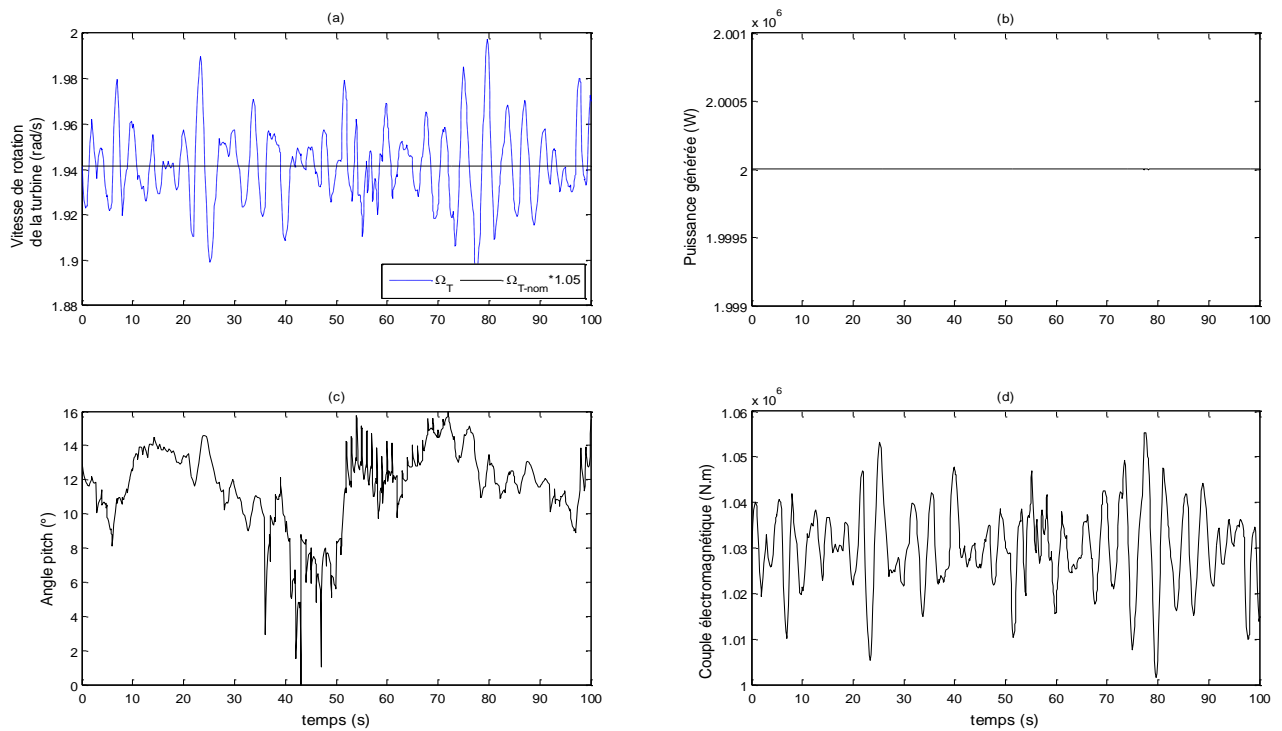 (a)
2
1.98
1.96
1.94
1.92
1.9
1.88
0 10 20 30 40 50 60 70 80 90 100
Vitesse de rotation
de la turbine (rad/s)
Ω_T Ω_T-nom*1.05
(b)
x 10^6
2.001
2.0005
2
1.9995
1.999
0 10 20 30 40 50 60 70 80 90 100
Puissance générée (W)
(c)
16
14
12
10
8
6
4
2
0
0 10 20 30 40 50 60 70 80 90 100
Angle pitch (°)
temps (s)
(d)
x 10^6
1.06
1.05
1.04
1.03
1.02
1.01
1
0 10 20 30 40 50 60 70 80 90 100
Couple électromagnétique (N.m)
temps (s)